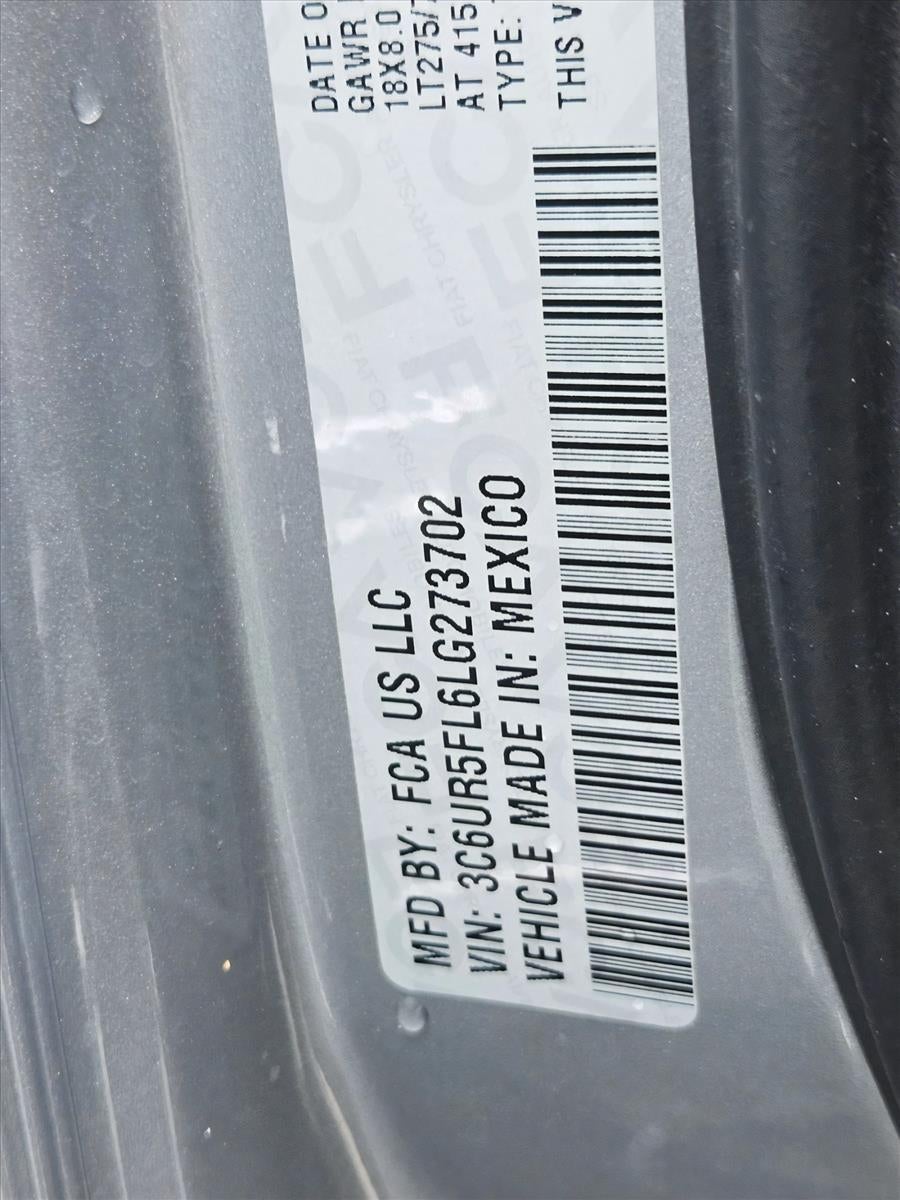 MFD BY: FCA US LLC
VIN: 3C6UR5FL6LG273702
VEHICLE MADE IN: MEXICO
DATE O
GAWR
18X8.0
LT275/7
AT 415
TYPE:
THIS V